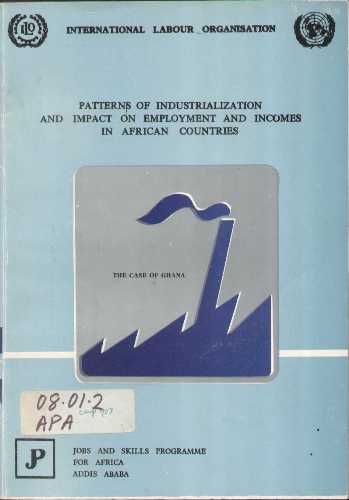 ILO
INTERNATIONAL LABOUR ORGANISATION
PATTERNS OF INDUSTRIALIZATION
AND IMPACT ON EMPLOYMENT AND INCOMES
IN AFRICAN COUNTRIES
THE CASE OF GHANA
08.01.2
APA
JP
JOBS AND SKILLS PROGRAMME
FOR AFRICA
ADDIS ABABA